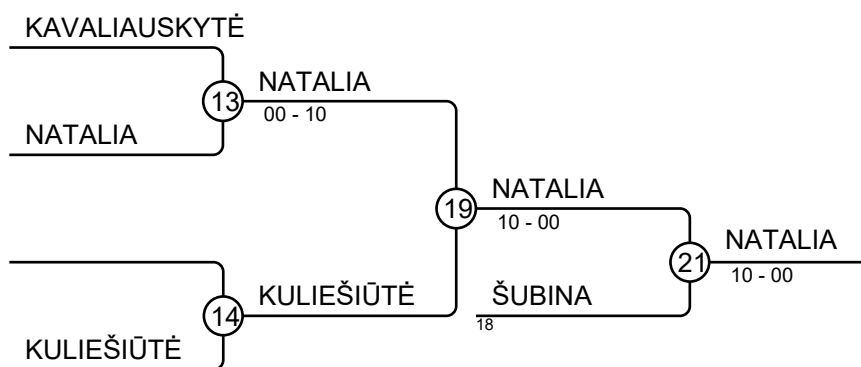 KAVALIAUSKYTĖ
13
NATALIA
00 - 10
NATALIA
19
NATALIA
10 - 00
21
NATALIA
10 - 00
14
KULIEŠIŪTĖ
ŠUBINA
18
KULIEŠIŪTĖ